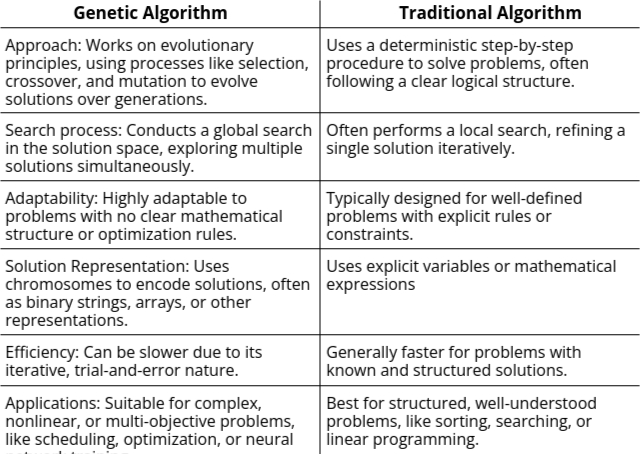 Genetic Algorithm
Traditional Algorithm
Approach: Works on evolutionary
principles, using processes like selection,
crossover, and mutation to evolve
solutions over generations.
Uses a deterministic step-by-step
procedure to solve problems, often
following a clear logical structure.
Search process: Conducts a global search
in the solution space, exploring multiple
solutions simultaneously.
Often performs a local search, refining a
single solution iteratively.
Adaptability: Highly adaptable to
problems with no clear mathematical
structure or optimization rules.
Typically designed for well-defined
problems with explicit rules or
constraints.
Solution Representation: Uses
chromosomes to encode solutions, often
as binary strings, arrays, or other
representations.
Uses explicit variables or mathematical
expressions
Efficiency: Can be slower due to its
iterative, trial-and-error nature.
Generally faster for problems with
known and structured solutions.
Applications: Suitable for complex,
nonlinear, or multi-objective problems,
like scheduling, optimization, or neural
Best for structured, well-understood
problems, like sorting, searching, or
linear programming.